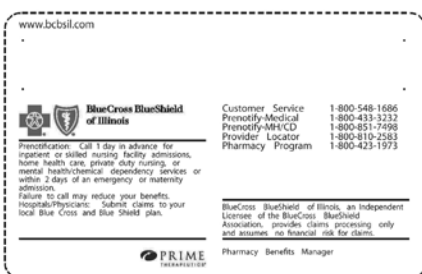 www.bcbsil.com
BlueCross BlueShield
of Illinois
Prenotification: Call 1 day in advance for
inpatient or skilled nursing facility admissions,
home health care, private duty nursing, or
mental health/chemical dependency services or
within 2 days of an emergency or maternity
admission.
Failure to call may reduce your benefits.
Hospitals/Physicians: Submit claims to your
local Blue Cross and Blue Shield plan.
Customer Service 1-800-548-1686
Prenotify-Medical 1-800-433-3232
Prenotify-MH/CD 1-800-851-7498
Provider Locator 1-800-810-2583
Pharmacy Program 1-800-423-1973
BlueCross BlueShield of Illinois, an Independent
Licensee of the BlueCross BlueShield
Association, provides claims processing only
and assumes no financial risk for claims.
PRIME
THERAPEUTICS
Pharmacy Benefits Manager